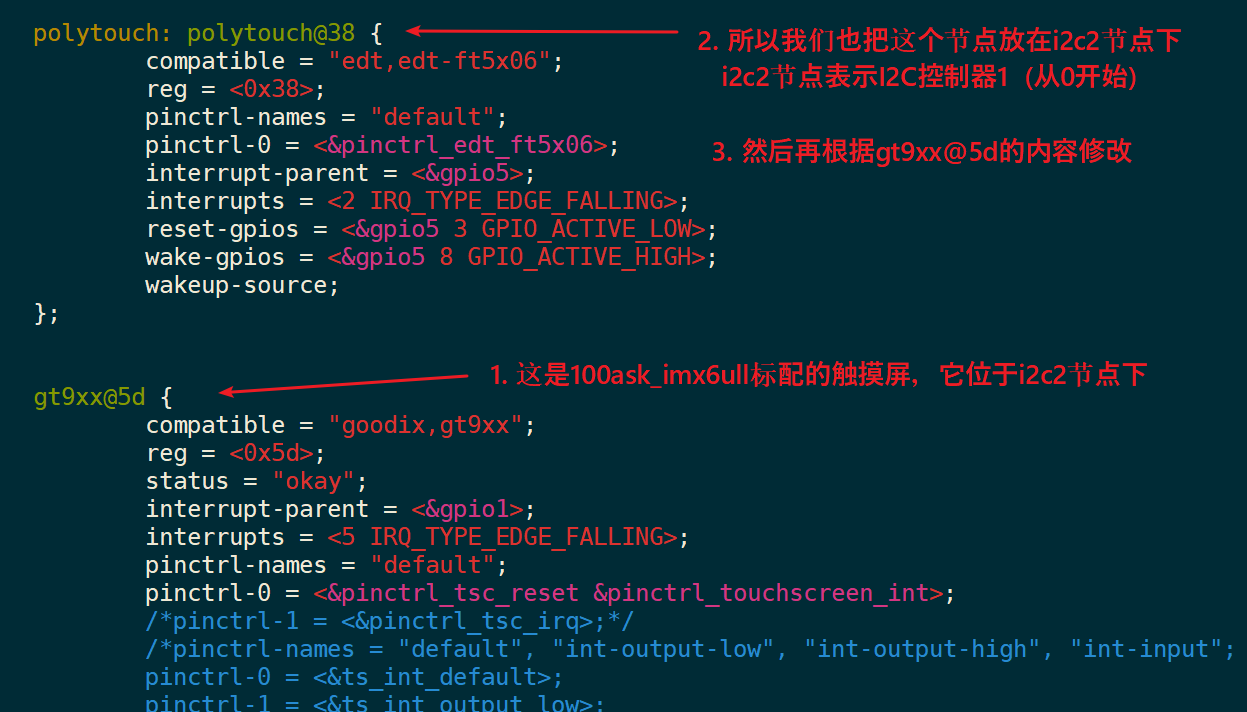 polytouch: polytouch@38 {
2. 所以我们也把这个节点放在i2c2节点下
compatible = "edt,edt-ft5x06";
i2c2节点表示I2C控制器1 (从0开始)
reg = <0x38>;
pinctrl-names = "default";
pinctrl-0 = <&pinctrl_edt_ft5x06>;
3. 然后再根据gt9xx@5d的内容修改
interrupt-parent = <&gpio5>;
interrupts = <2 IRQ_TYPE_EDGE_FALLING>;
reset-gpios = <&gpio5 3 GPIO_ACTIVE_LOW>;
wake-gpios = <&gpio5 8 GPIO_ACTIVE_HIGH>;
wakeup-source;
};
1. 这是100ask_imx6ull标配的触摸屏，它位于i2c2节点下
gt9xx@5d {
compatible = "goodix,gt9xx";
reg = <0x5d>;
status = "okay";
interrupt-parent = <&gpio1>;
interrupts = <5 IRQ_TYPE_EDGE_FALLING>;
pinctrl-names = "default";
pinctrl-0 = <&pinctrl_tsc_reset &pinctrl_touchscreen_int>;
/*pinctrl-1 = <&pinctrl_tsc_irq>;*/
/*pinctrl-names = "default", "int-output-low", "int-output-high", "int-input";
pinctrl-0 = <&ts_int_default>;
pinctrl-1 = <&ts_int_output_low>;